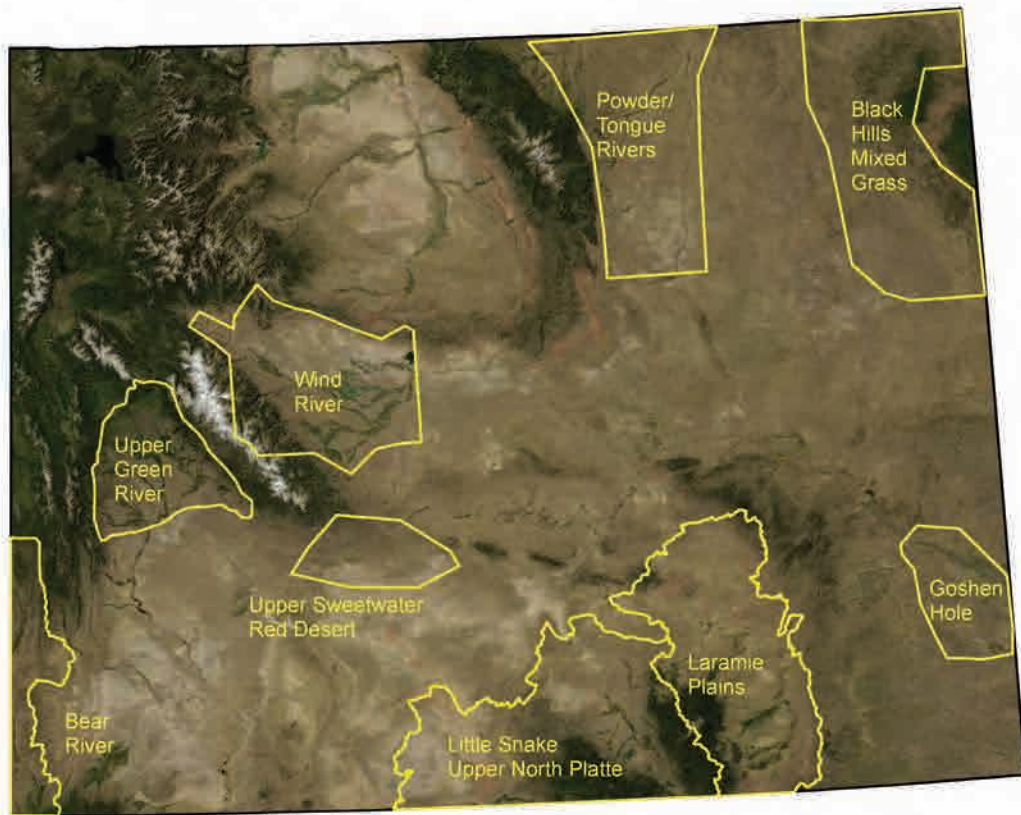 Powder/
Tongue
Rivers
Black
Hills
Mixed
Grass
Wind
River
Upper
Green
River
Upper Sweetwater
Red Desert
Goshen
Hole
Laramie
Plains
Bear
River
Little Snake
Upper North Platte